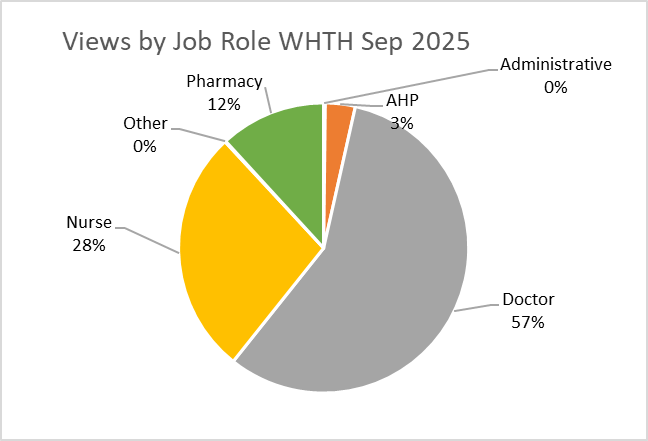 Views by Job Role WHTH Sep 2025
Administrative
0%
AHP
3%
Pharmacy
12%
Other
0%
Nurse
28%
Doctor
57%